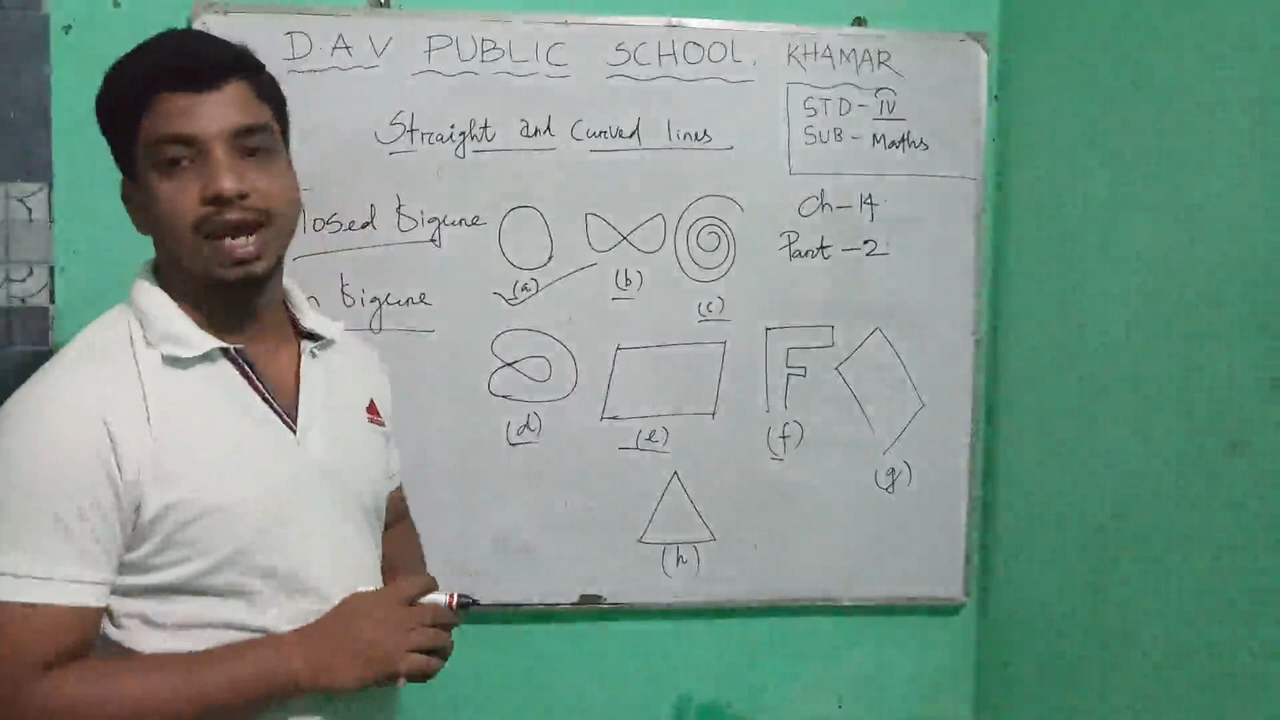 D.A.V PUBLIC SCHOOL, KHAMAR
STD - IV
SUB - Maths
Straight and Curved lines
Ch-14
Part-2
losed figure
(a)
(b)
(c)
n figure
(d)
(e)
(f)
(g)
(h)